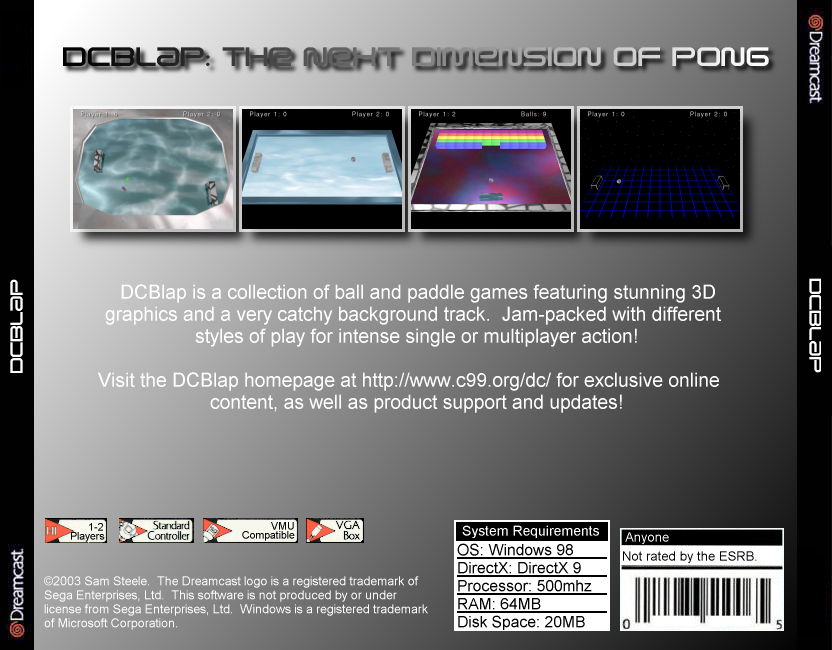 DCBLAP: THE NEXT DIMENSION OF PONG
Dreamcast
Player 1: 0 Player 2: 0
Player 1: 0 Player 2: 0
Player 1: 2 Balls: 9
Player 1: 0 Player 2: 0
DCBLAP
DCBLAP
DCBlap is a collection of ball and paddle games featuring stunning 3D
graphics and a very catchy background track. Jam-packed with different
styles of play for intense single or multiplayer action!
Visit the DCBlap homepage at http://www.c99.org/dc/ for exclusive online
content, as well as product support and updates!
1-2
Players
Standard
Controller
VMU
Compatible
VGA
Box
System Requirements
OS: Windows 98
DirectX: DirectX 9
Processor: 500mhz
RAM: 64MB
Disk Space: 20MB
Anyone
Not rated by the ESRB.
0 5
Dreamcast
©2003 Sam Steele. The Dreamcast logo is a registered trademark of
Sega Enterprises, Ltd. This software is not produced by or under
license from Sega Enterprises, Ltd. Windows is a registered trademark
of Microsoft Corporation.